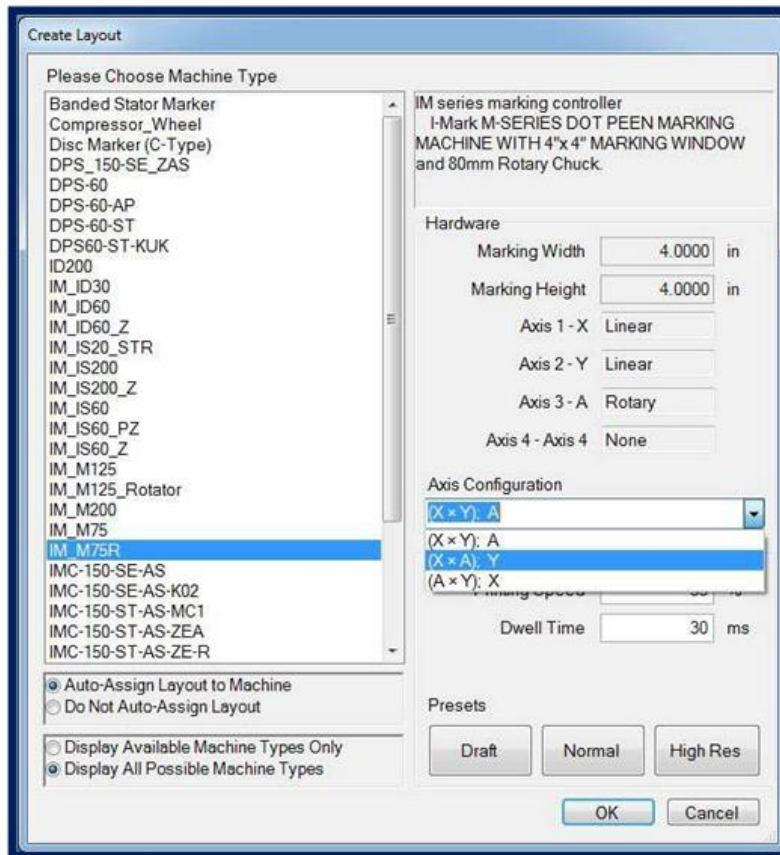 Create Layout
Please Choose Machine Type
Banded Stator Marker
Compressor_Wheel
Disc Marker (C-Type)
DPS_150-SE_ZAS
DPS-60
DPS-60-AP
DPS-60-ST
DPS60-ST-KUK
ID200
IM_ID30
IM_ID60
IM_ID60_Z
IM_IS20_STR
IM_IS200
IM_IS200_Z
IM_IS60
IM_IS60_PZ
IM_IS60_Z
IM_M125
IM_M125_Rotator
IM_M200
IM_M75
IM_M75R
IMC-150-SE-AS
IMC-150-SE-AS-K02
IMC-150-ST-AS-MC1
IMC-150-ST-AS-ZEA
IMC-150-ST-AS-ZE-R
Auto-Assign Layout to Machine
Do Not Auto-Assign Layout
Display Available Machine Types Only
Display All Possible Machine Types
IM series marking controller
I-Mark M-SERIES DOT PEEN MARKING
MACHINE WITH 4"x 4" MARKING WINDOW
and 80mm Rotary Chuck.
Hardware
Marking Width 4.0000 in
Marking Height 4.0000 in
Axis 1 - X Linear
Axis 2 - Y Linear
Axis 3 - A Rotary
Axis 4 - Axis 4 None
Axis Configuration
(X × Y); A
(X × Y); A
(X × A); Y
(A × Y); X
Printing Speed
Dwell Time 30 ms
Presets
Draft Normal High Res
OK Cancel